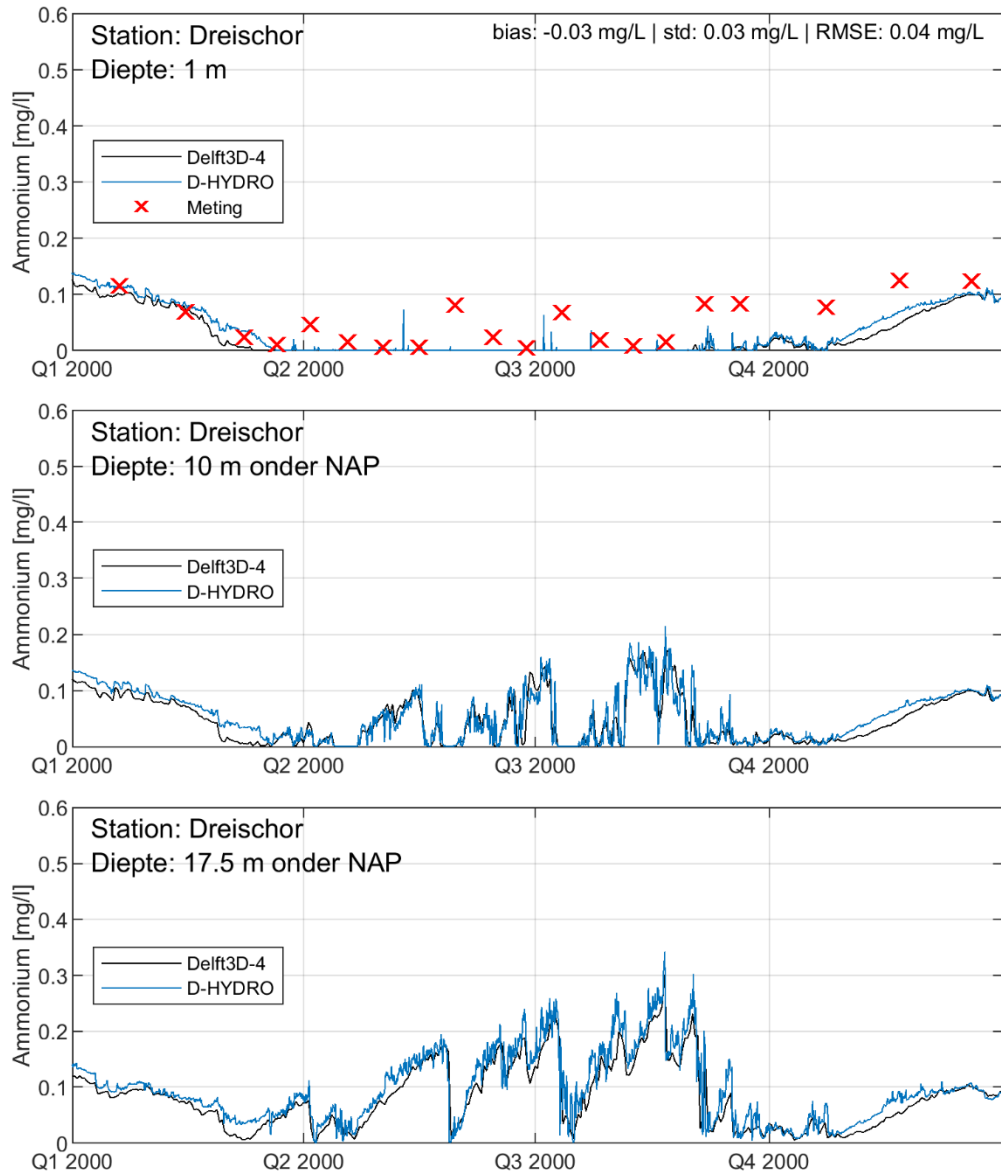 0.6
Station: Dreischor
bias: -0.03 mg/L | std: 0.03 mg/L | RMSE: 0.04 mg/L
Diepte: 1 m
0.5
0.4
Ammonium [mg/l]
Delft3D-4
D-HYDRO
Meting
0.3
0.2
0.1
0
Q1 2000
Q2 2000
Q3 2000
Q4 2000
0.6
Station: Dreischor
Diepte: 10 m onder NAP
0.5
0.4
Ammonium [mg/l]
Delft3D-4
D-HYDRO
0.3
0.2
0.1
0
Q1 2000
Q2 2000
Q3 2000
Q4 2000
0.6
Station: Dreischor
Diepte: 17.5 m onder NAP
0.5
0.4
Ammonium [mg/l]
Delft3D-4
D-HYDRO
0.3
0.2
0.1
0
Q1 2000
Q2 2000
Q3 2000
Q4 2000